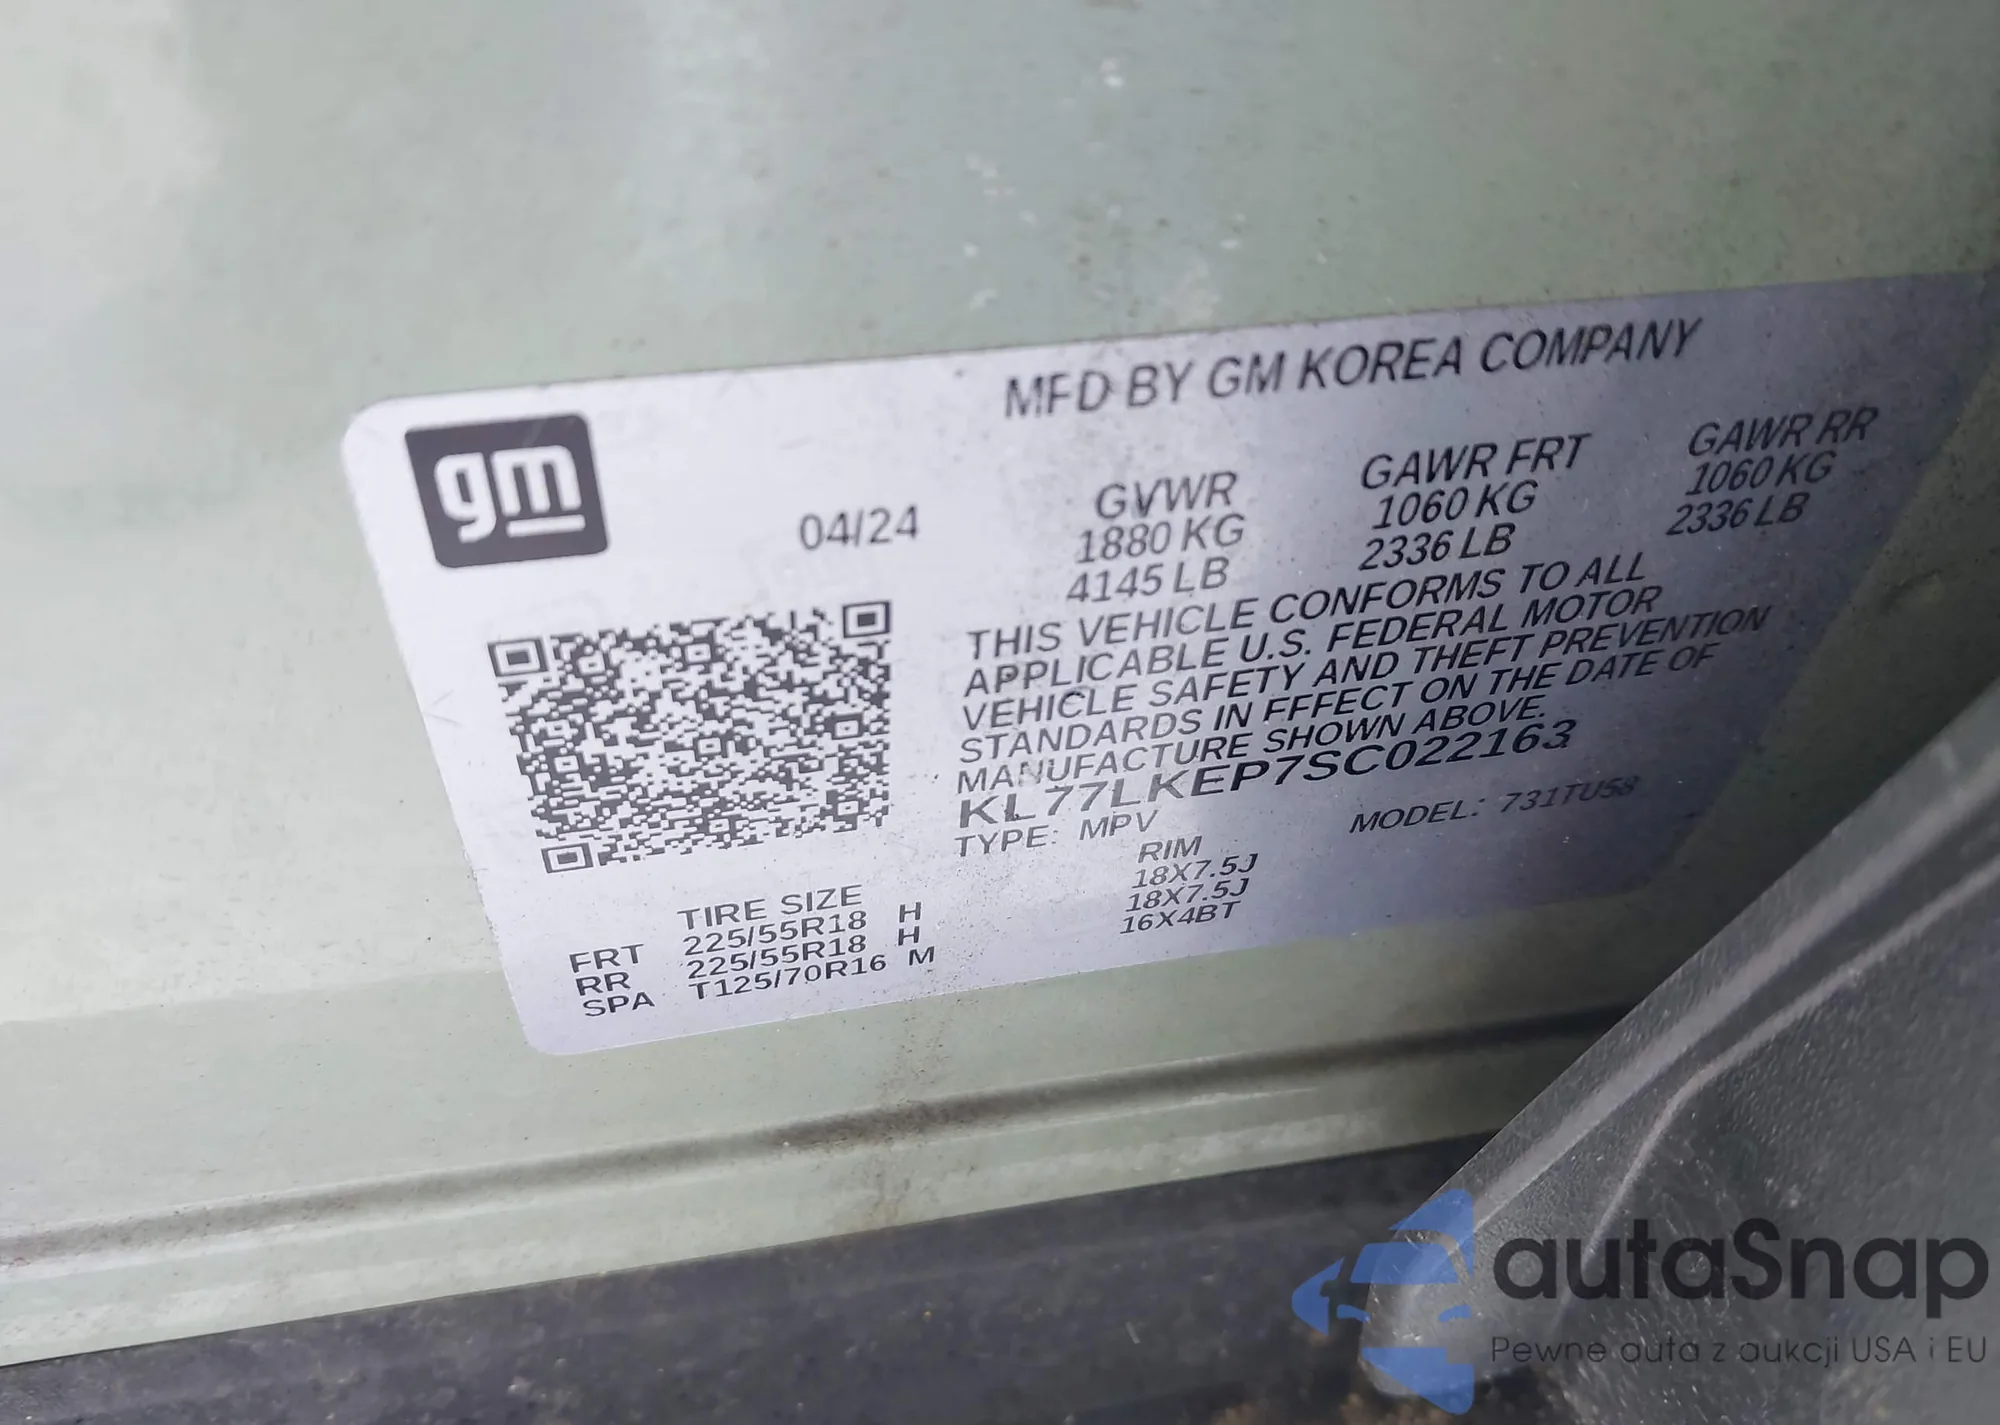 gm
MFD BY GM KOREA COMPANY
04/24
GVWR GAWR FRT GAWR RR
1880 KG 1060 KG 1060 KG
4145 LB 2336 LB 2336 LB
THIS VEHICLE CONFORMS TO ALL
APPLICABLE U.S. FEDERAL MOTOR
VEHICLE SAFETY AND THEFT PREVENTION
STANDARDS IN EFFECT ON THE DATE OF
MANUFACTURE SHOWN ABOVE.
KL77LKEP7SC022163
TYPE: MPV MODEL: 731TU58
TIRE SIZE RIM
FRT 225/55R18 H 18X7.5J
RR 225/55R18 H 18X7.5J
SPA T125/70R16 M 16X4BT
autaSnap
Pewne auta z aukcji USA i EU